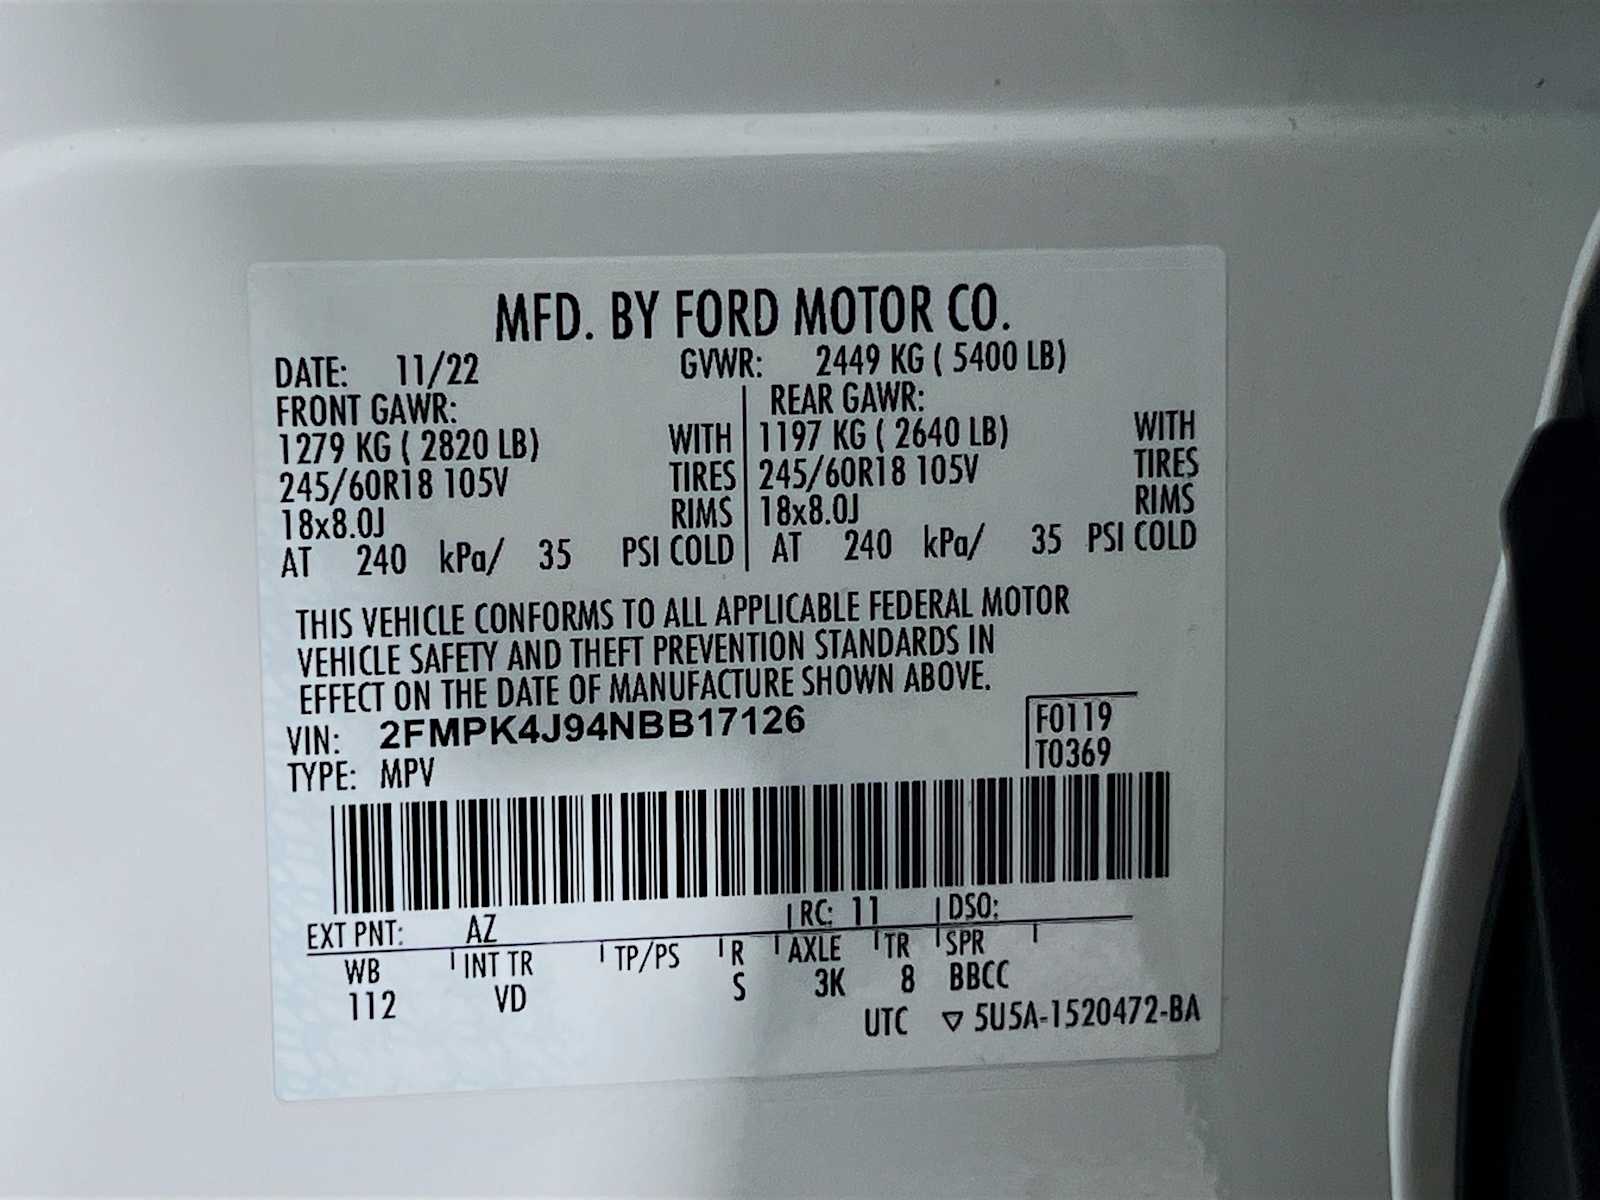 MFD. BY FORD MOTOR CO.
DATE: 11/22 GVWR: 2449 KG ( 5400 LB)
FRONT GAWR: REAR GAWR:
1279 KG ( 2820 LB) WITH 1197 KG ( 2640 LB) WITH
245/60R18 105V TIRES 245/60R18 105V TIRES
18x8.0J RIMS 18x8.0J RIMS
AT 240 kPa/ 35 PSI COLD AT 240 kPa/ 35 PSI COLD
THIS VEHICLE CONFORMS TO ALL APPLICABLE FEDERAL MOTOR
VEHICLE SAFETY AND THEFT PREVENTION STANDARDS IN
EFFECT ON THE DATE OF MANUFACTURE SHOWN ABOVE.
VIN: 2FMPK4J94NBB17126 F0119
TYPE: MPV T0369
EXT PNT: AZ RC: 11 DSO:
WB INT TR TP/PS R AXLE TR SPR
112 VD S 3K 8 BBCC
UTC ▽ 5U5A-1520472-BA